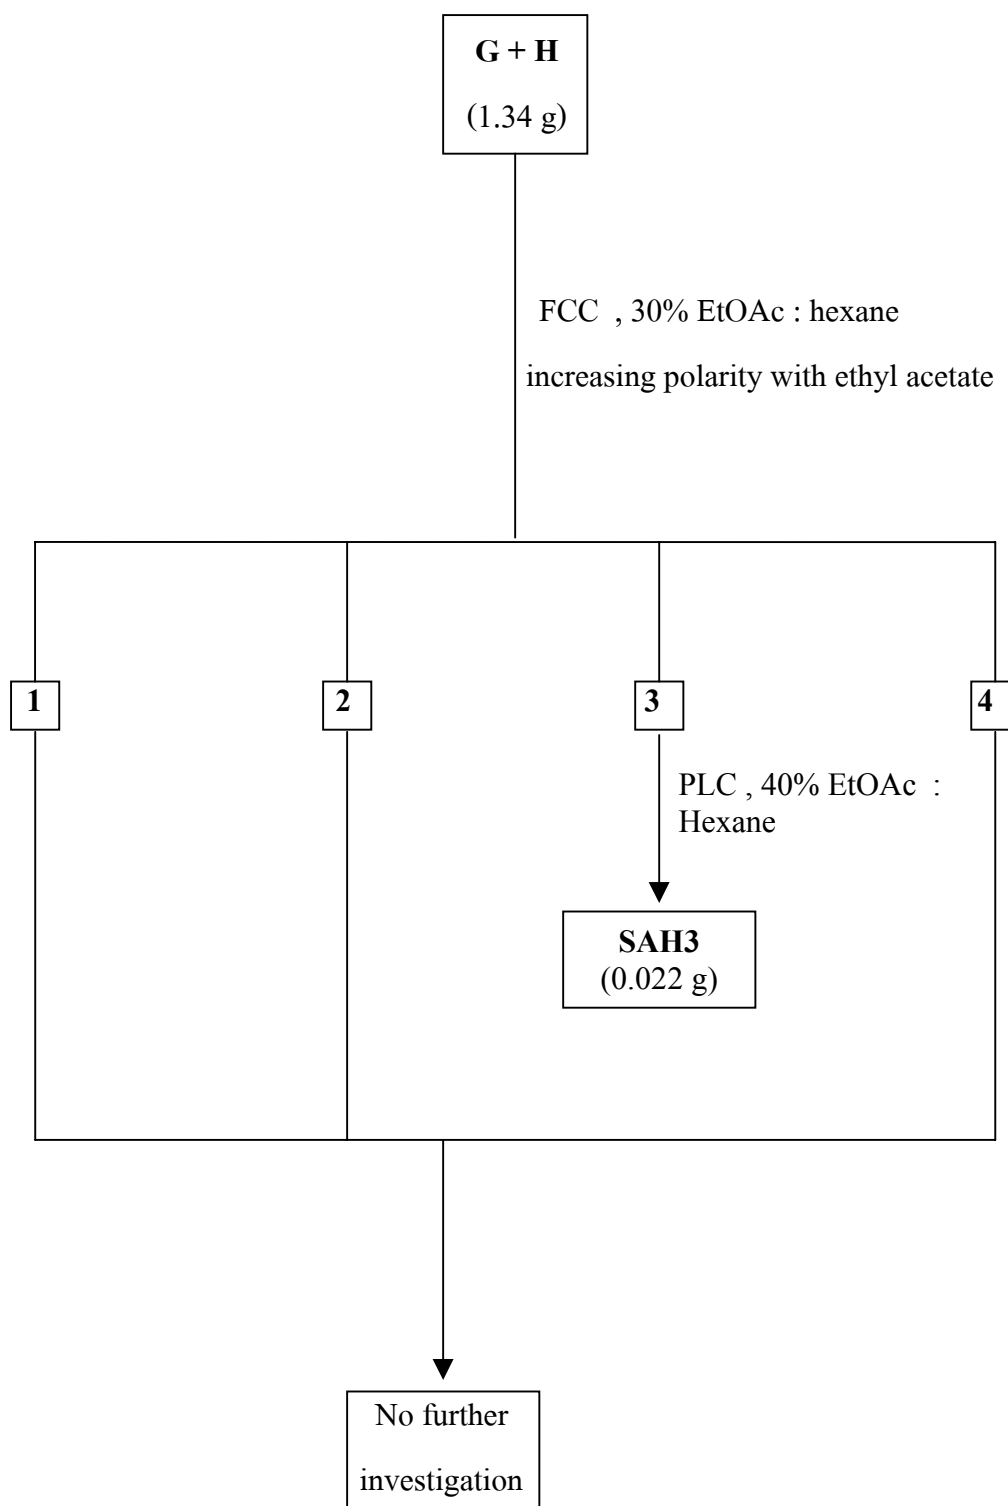 G + H
(1.34 g)
FCC , 30% EtOAc : hexane
increasing polarity with ethyl acetate
1
2
3
4
PLC , 40% EtOAc :
Hexane
SAH3
(0.022 g)
No further
investigation